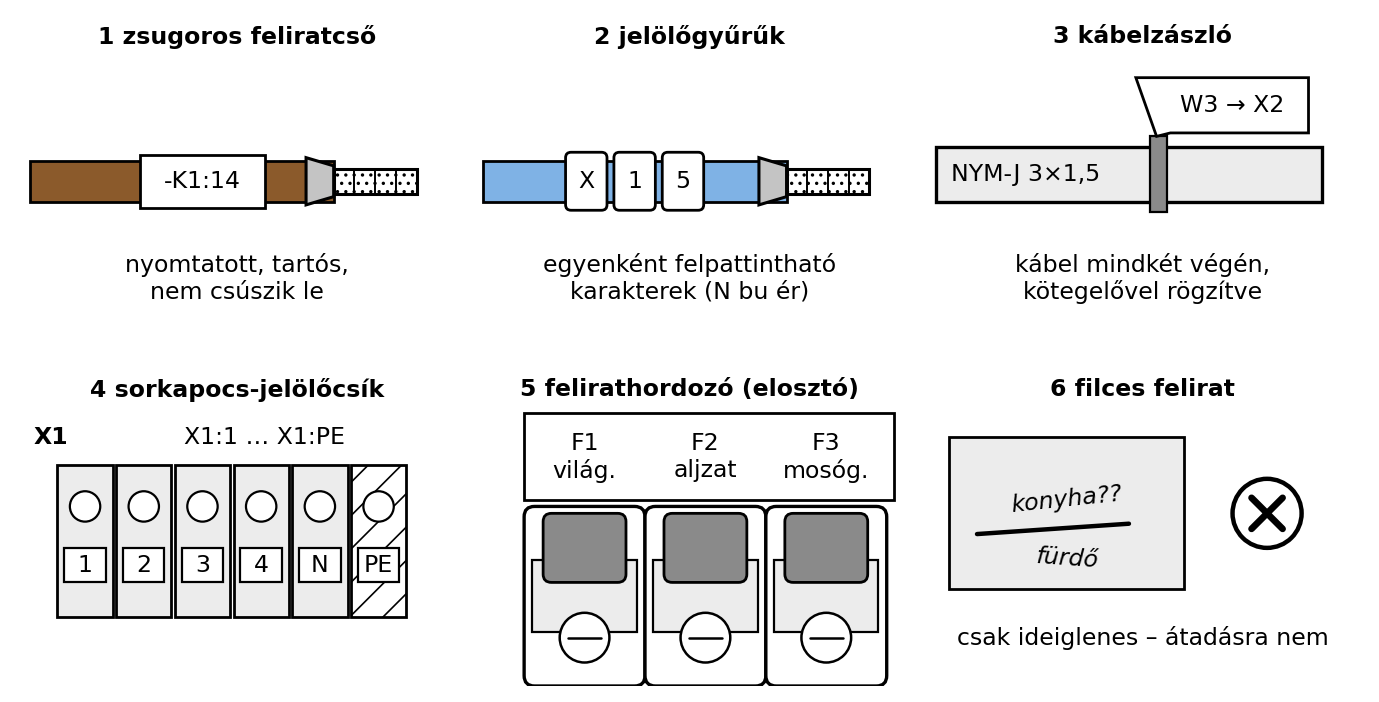 1 zsugoros feliratcső
-K1:14
nyomtatott, tartós,
nem csúszik le
2 jelölőgyűrűk
X 1 5
egyenként felpattintható
karakterek (N bu ér)
3 kábelzászló
W3 → X2
NYM-J 3×1,5
kábel mindkét végén,
kötegelővel rögzítve
4 sorkapocs-jelölőcsík
X1 X1:1 … X1:PE
1 2 3 4 N PE
5 felirathordozó (elosztó)
F1 F2 F3
világ. aljzat mosóg.
6 filces felirat
konyha??
fürdő
csak ideiglenes – átadásra nem